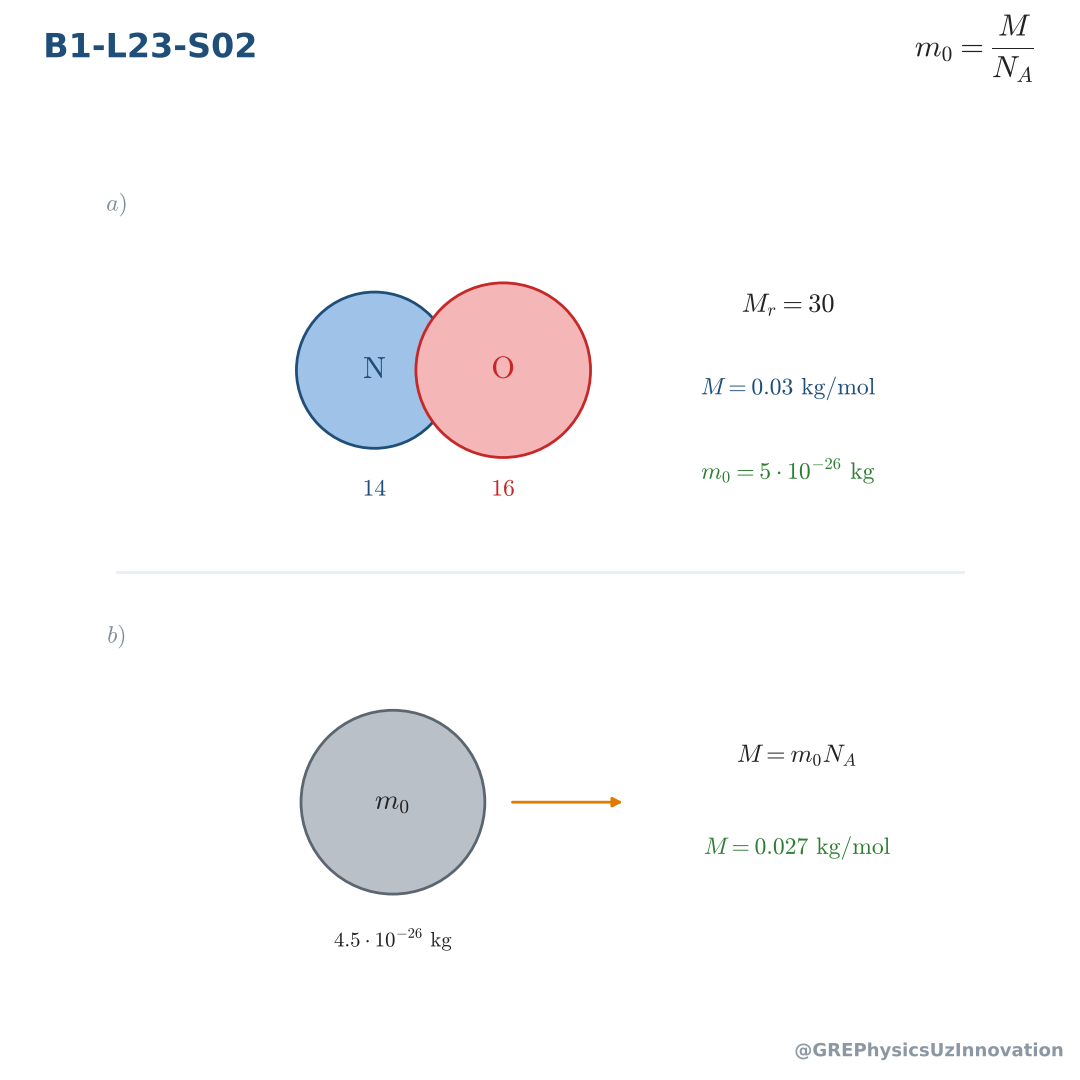 B1-L23-S02
m₀ = M/N_A
a)
N O
14 16
M_r = 30
M = 0.03 kg/mol
m₀ = 5 · 10⁻²⁶ kg
b)
m₀
4.5 · 10⁻²⁶ kg
M = m₀N_A
M = 0.027 kg/mol
@GREPhysicsUzInnovation